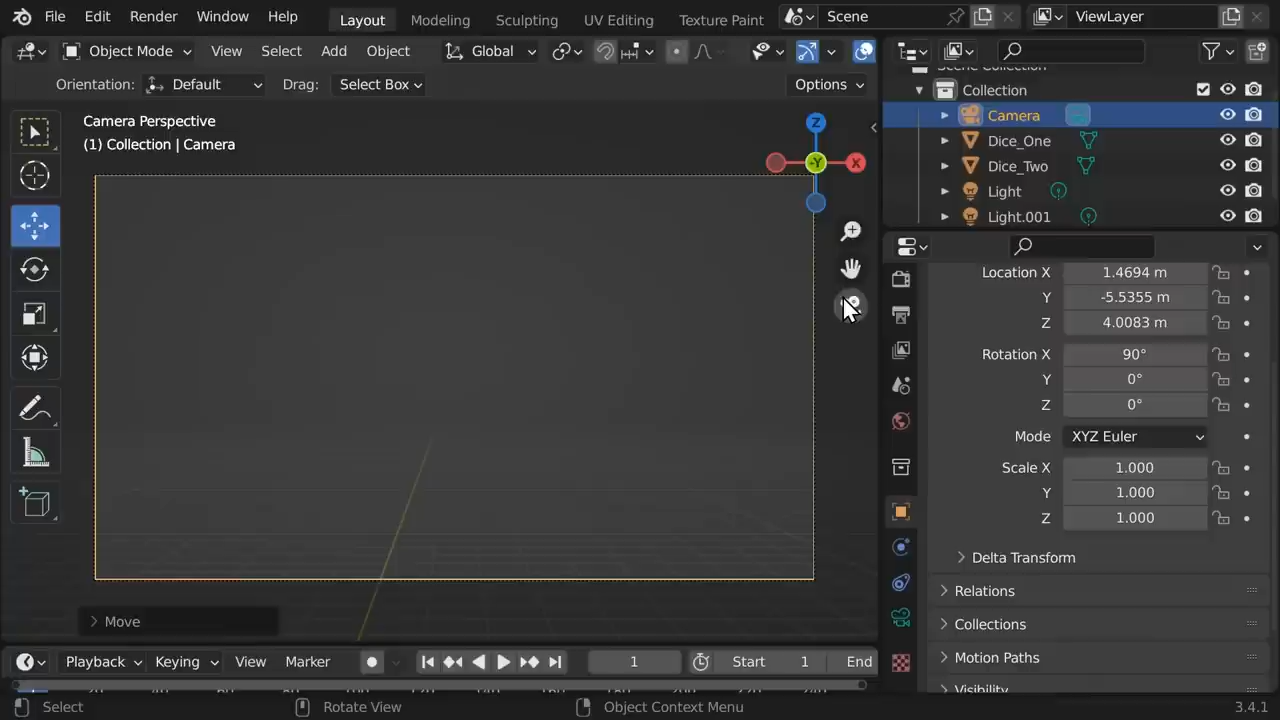 File Edit Render Window Help Layout Modeling Sculpting UV Editing Texture Paint Scene ViewLayer
Object Mode View Select Add Object Global
Orientation: Default Drag: Select Box Options
Camera Perspective
(1) Collection | Camera
Z
-Y X
Move
Scene Collection
Collection
Camera
Dice_One
Dice_Two
Light
Light.001
Location X 1.4694 m
Y -5.5355 m
Z 4.0083 m
Rotation X 90°
Y 0°
Z 0°
Mode XYZ Euler
Scale X 1.000
Y 1.000
Z 1.000
Delta Transform
Relations
Collections
Motion Paths
Visibility
Playback Keying View Marker 1 Start 1 End
Select Rotate View Object Context Menu 3.4.1